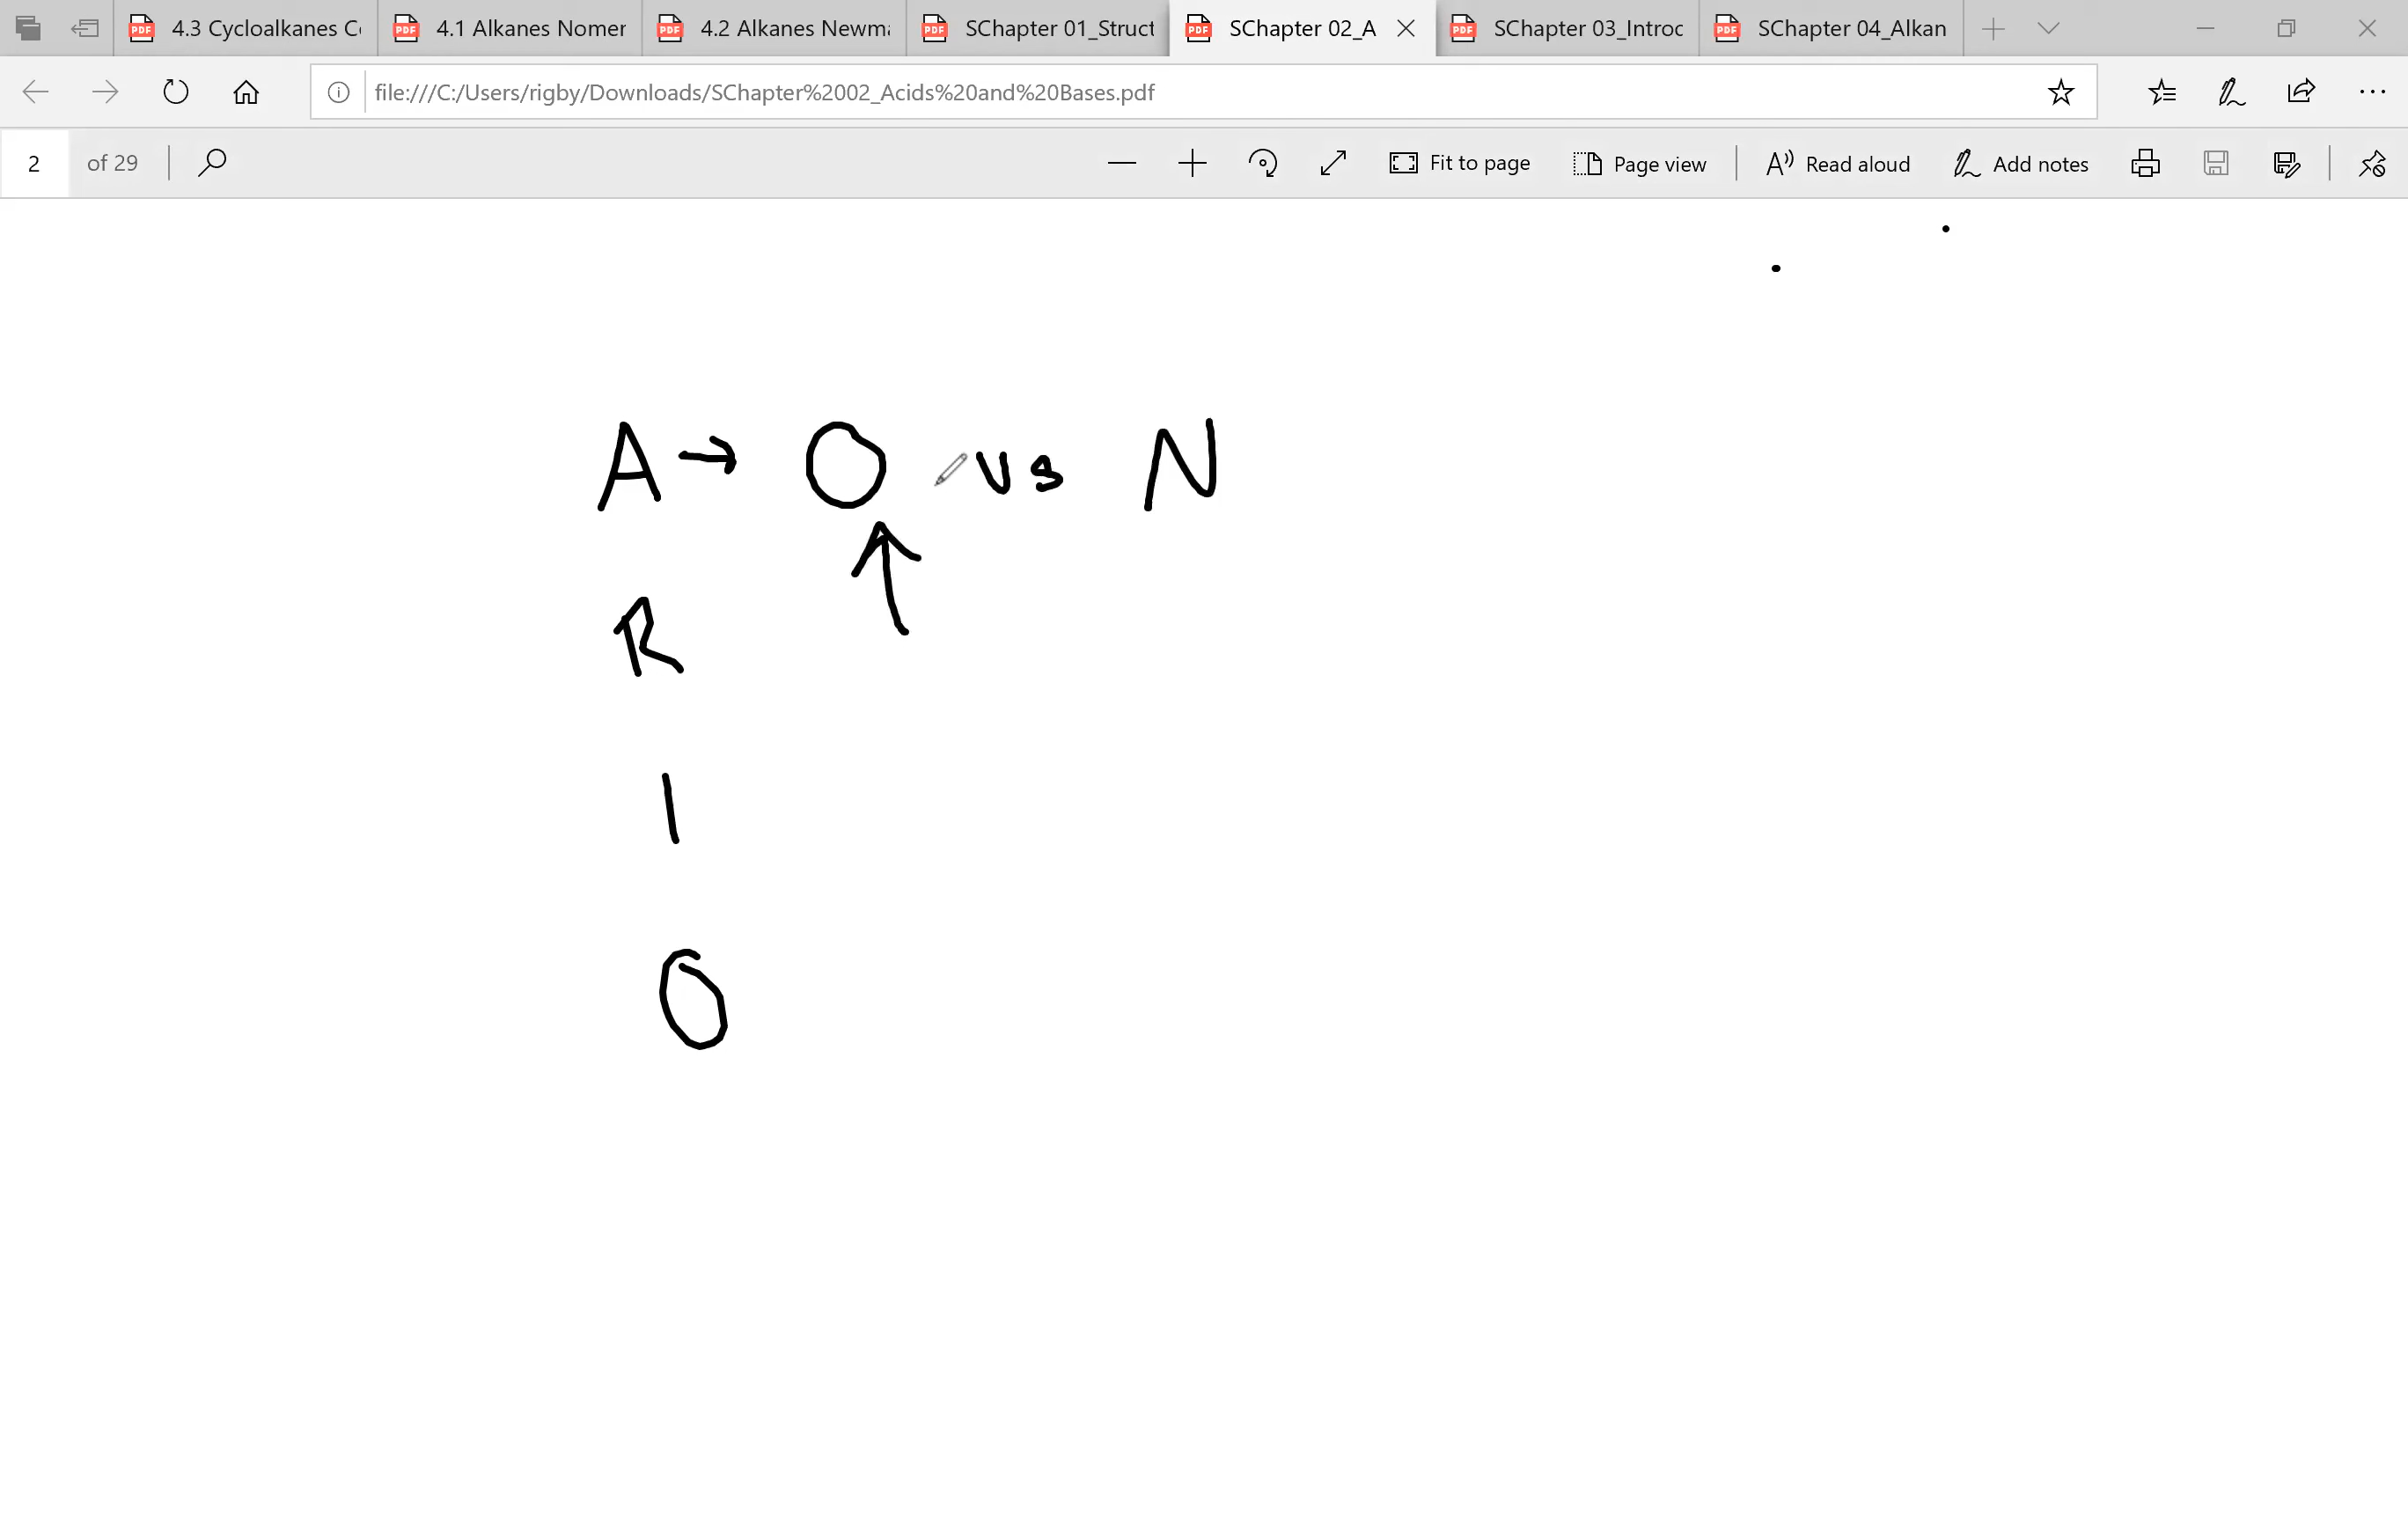 4.3 Cycloalkanes C
4.1 Alkanes Nomer
4.2 Alkanes Newm
SChapter 01_Struct
SChapter 02_A
SChapter 03_Introc
SChapter 04_Alkan
file:///C:/Users/rigby/Downloads/SChapter%2002_Acids%20and%20Bases.pdf
2 of 29
Fit to page
Page view
Read aloud
Add notes
A → O vs N
R
I
O